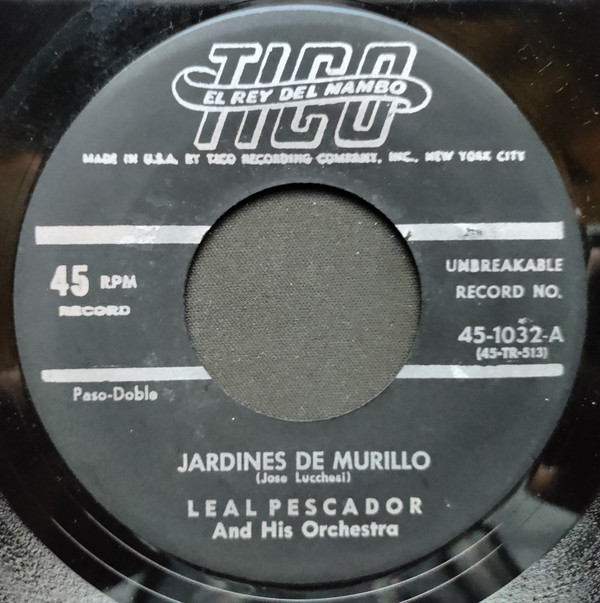 TICO
EL REY DEL MAMBO
MADE IN U.S.A. BY TICO RECORDING COMPANY, INC., NEW YORK CITY
45 RPM
RECORD
UNBREAKABLE
RECORD NO.
45-1032-A
(45-TR-513)
Paso-Doble
JARDINES DE MURILLO
(Jose Lucchesi)
LEAL PESCADOR
And His Orchestra